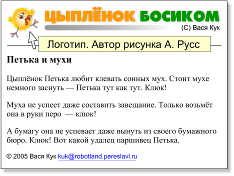 ЦЫПЛЁНОК БОСИКОМ
(C) Вася Кук
Логотип. Автор рисунка А. Русс
Петька и мухи
Цыплёнок Петька любит клевать сонных мух. Стоит мухе
немного заснуть — Петька тут как тут. Клюк!
Муха не успеет даже составить завещание. Только возьмёт
она в руки перо — клюк!
А бумагу она не успевает даже вынуть из своего бумажного
бюро. Клюк! Вот какой удалец паршивец Петька.
© 2005 Вася Кук kuk@robotland.pereslavl.ru